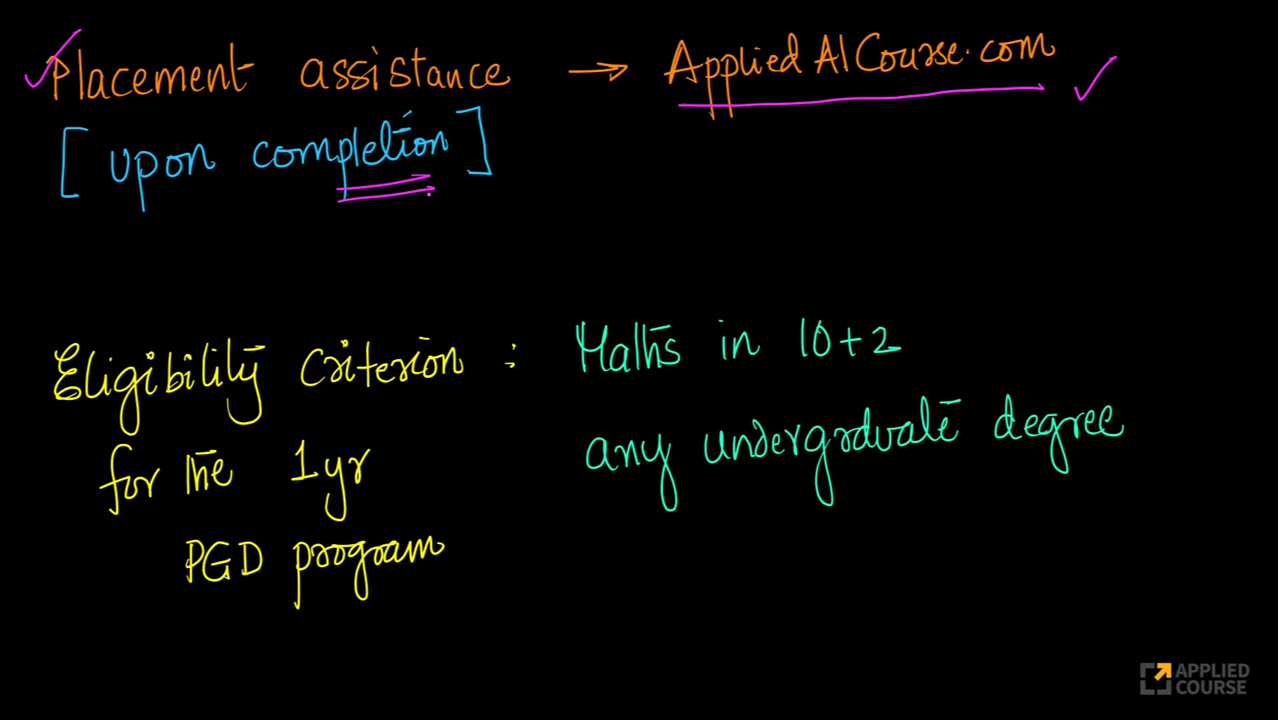 Placement assistance → AppliedAICourse.com
[upon completion]
Eligibility Criterion : Maths in 10+2
for the 1yr any undergraduate degree
PGD program
APPLIED
COURSE